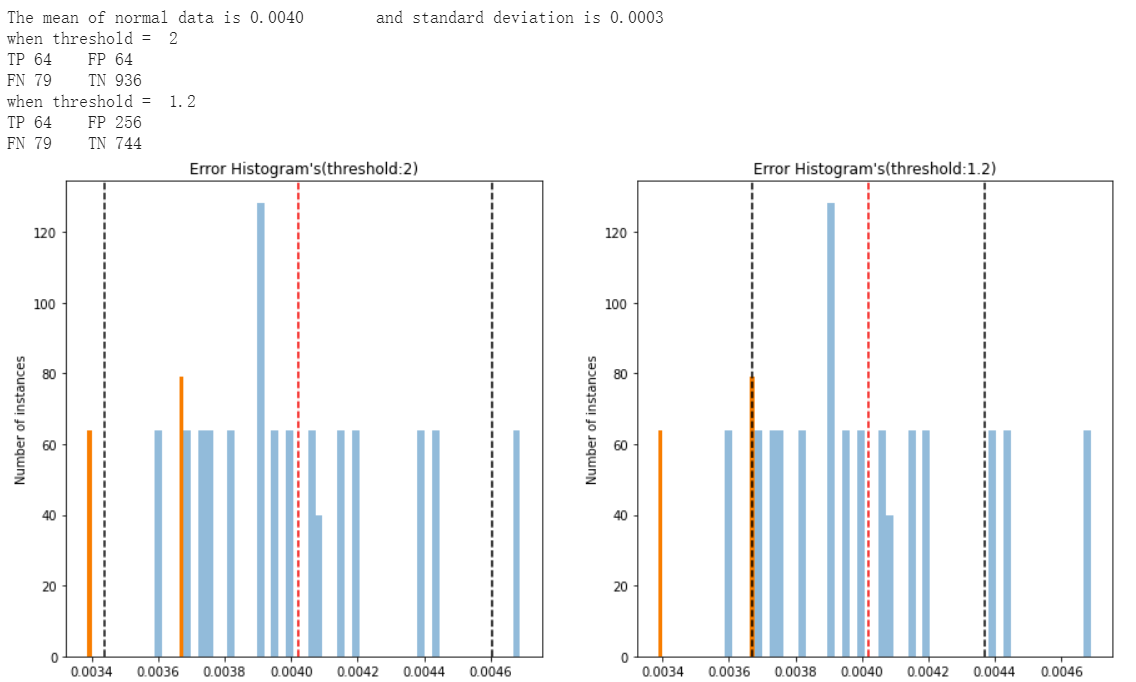 The mean of normal data is 0.0040 and standard deviation is 0.0003
when threshold = 2
TP 64 FP 64
FN 79 TN 936
when threshold = 1.2
TP 64 FP 256
FN 79 TN 744
Error Histogram's(threshold:2)
Number of instances
120
100
80
60
40
20
0
0.0034 0.0036 0.0038 0.0040 0.0042 0.0044 0.0046
Error Histogram's(threshold:1.2)
Number of instances
120
100
80
60
40
20
0
0.0034 0.0036 0.0038 0.0040 0.0042 0.0044 0.0046